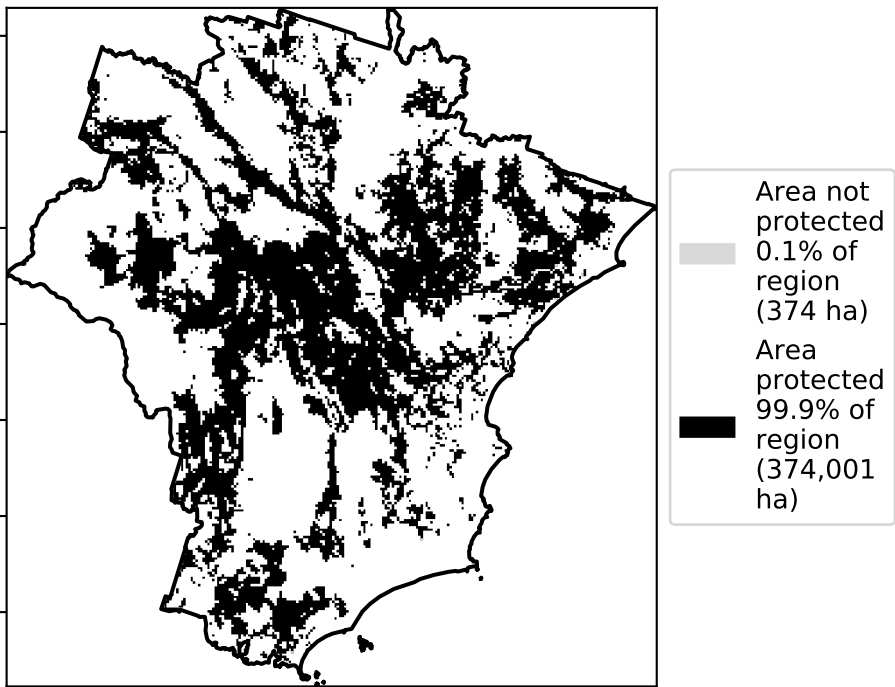 Area not
protected
0.1% of
region
(374 ha)
Area
protected
99.9% of
region
(374,001
ha)